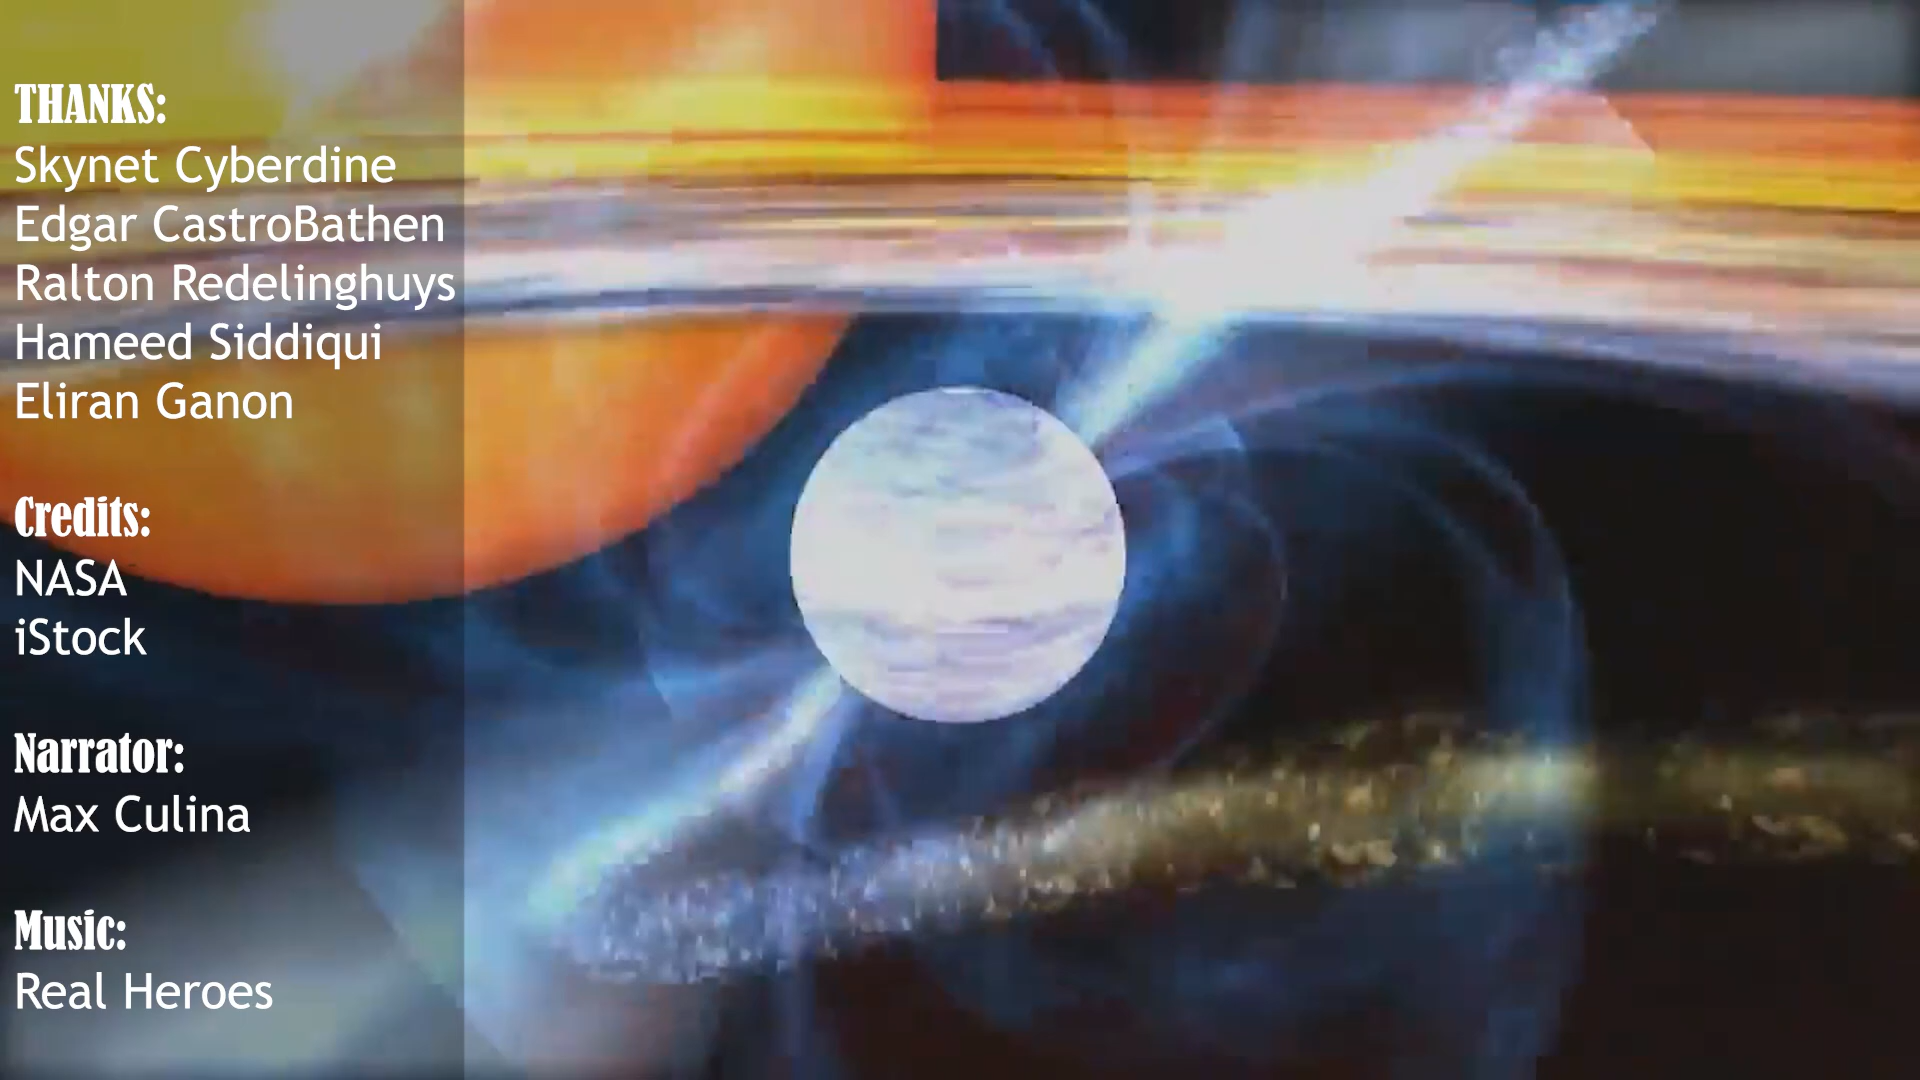 THANKS:
Skynet Cyberdine
Edgar CastroBathen
Ralton Redelinghuys
Hameed Siddiqui
Eliran Ganon
Credits:
NASA
iStock
Narrator:
Max Culina
Music:
Real Heroes